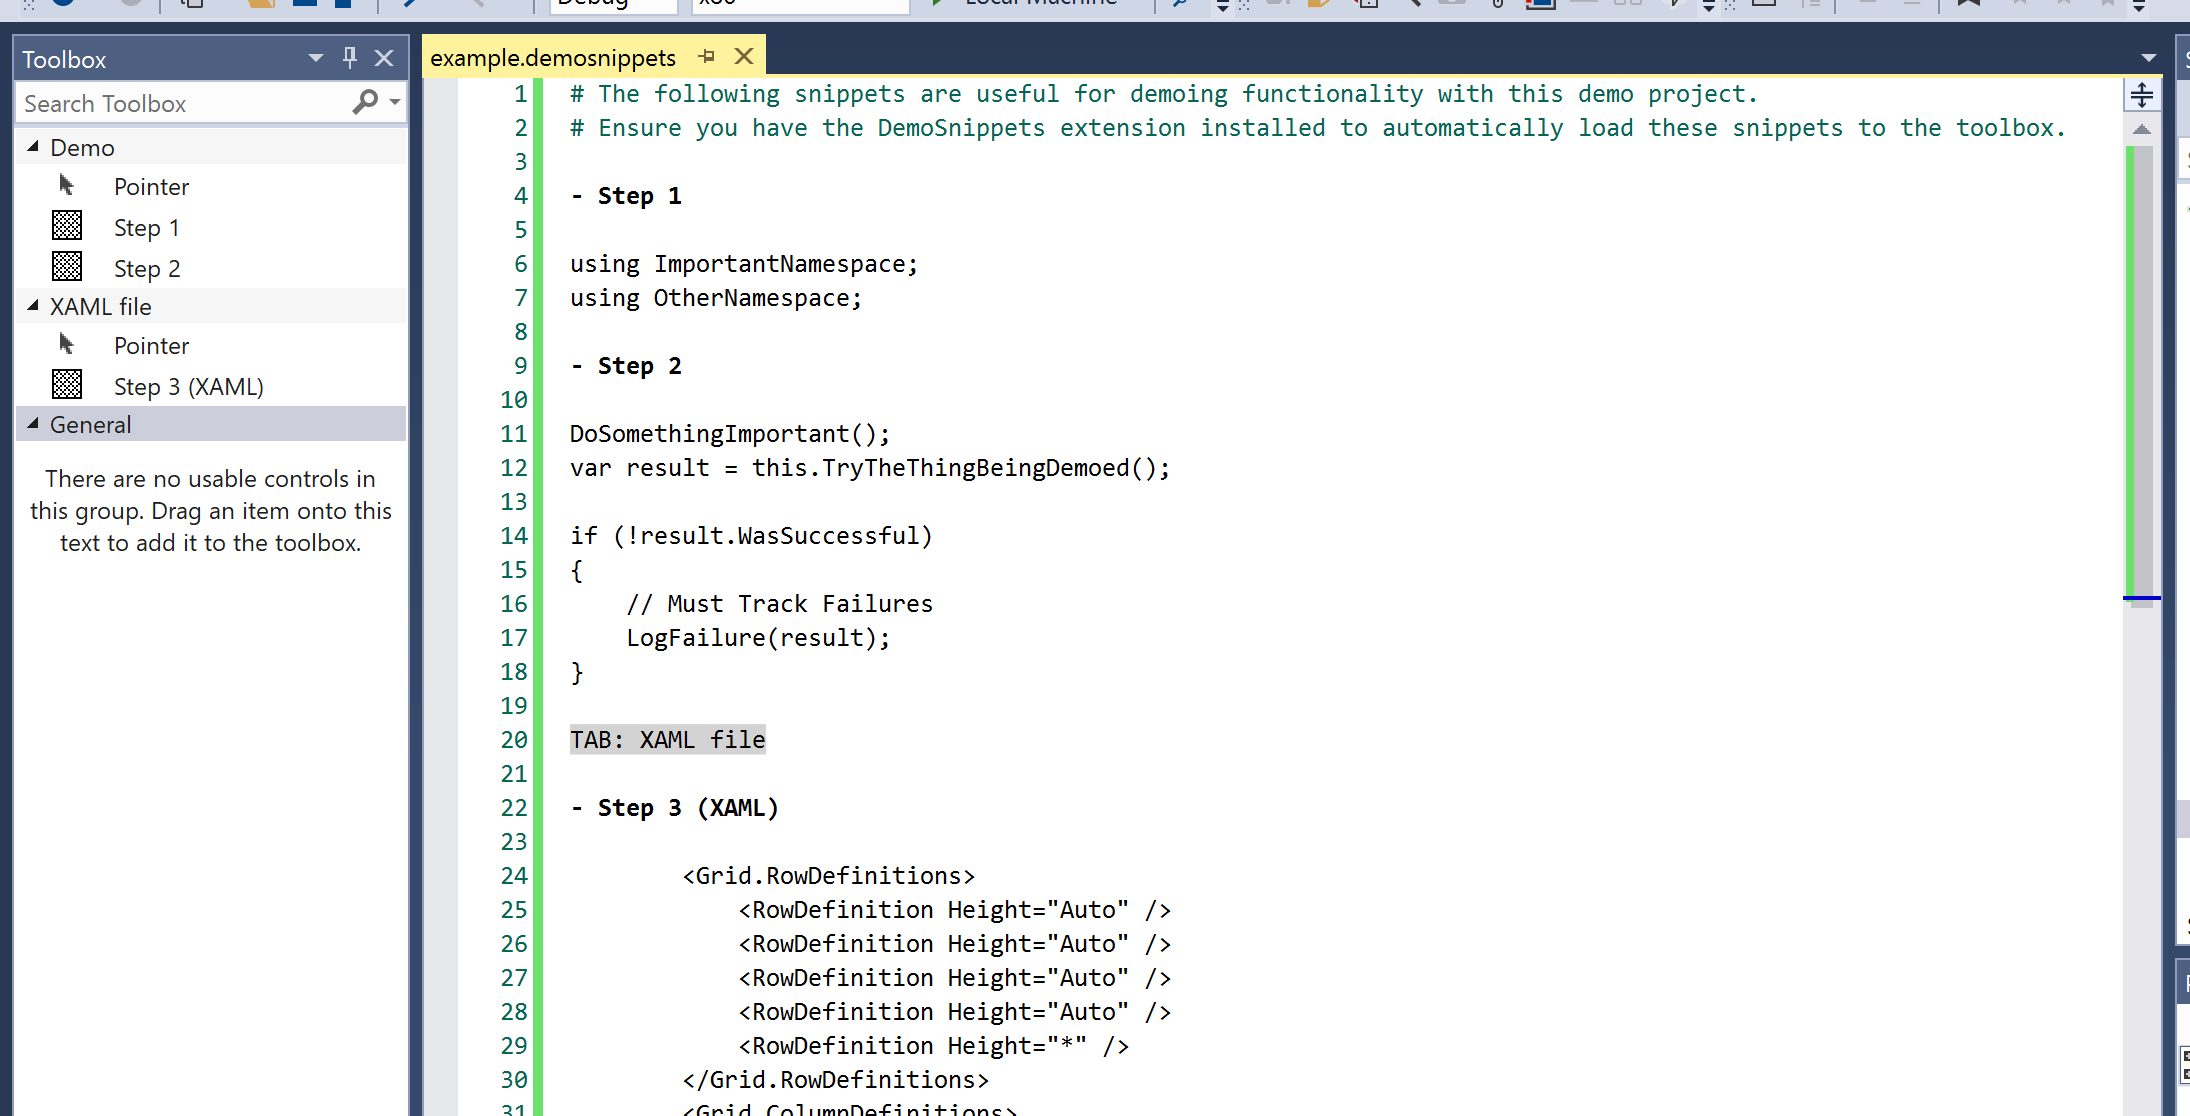 Debug
x86
Local Machine
Toolbox
Search Toolbox
Demo
Pointer
Step 1
Step 2
XAML file
Pointer
Step 3 (XAML)
General
There are no usable controls in
this group. Drag an item onto this
text to add it to the toolbox.
example.demosnippets
1 # The following snippets are useful for demoing functionality with this demo project.
2 # Ensure you have the DemoSnippets extension installed to automatically load these snippets to the toolbox.
3
4 - Step 1
5
6 using ImportantNamespace;
7 using OtherNamespace;
8
9 - Step 2
10
11 DoSomethingImportant();
12 var result = this.TryTheThingBeingDemoed();
13
14 if (!result.WasSuccessful)
15 {
16     // Must Track Failures
17     LogFailure(result);
18 }
19
20 TAB: XAML file
21
22 - Step 3 (XAML)
23
24         <Grid.RowDefinitions>
25             <RowDefinition Height="Auto" />
26             <RowDefinition Height="Auto" />
27             <RowDefinition Height="Auto" />
28             <RowDefinition Height="Auto" />
29             <RowDefinition Height="*" />
30         </Grid.RowDefinitions>
31         <Grid.ColumnDefinitions>